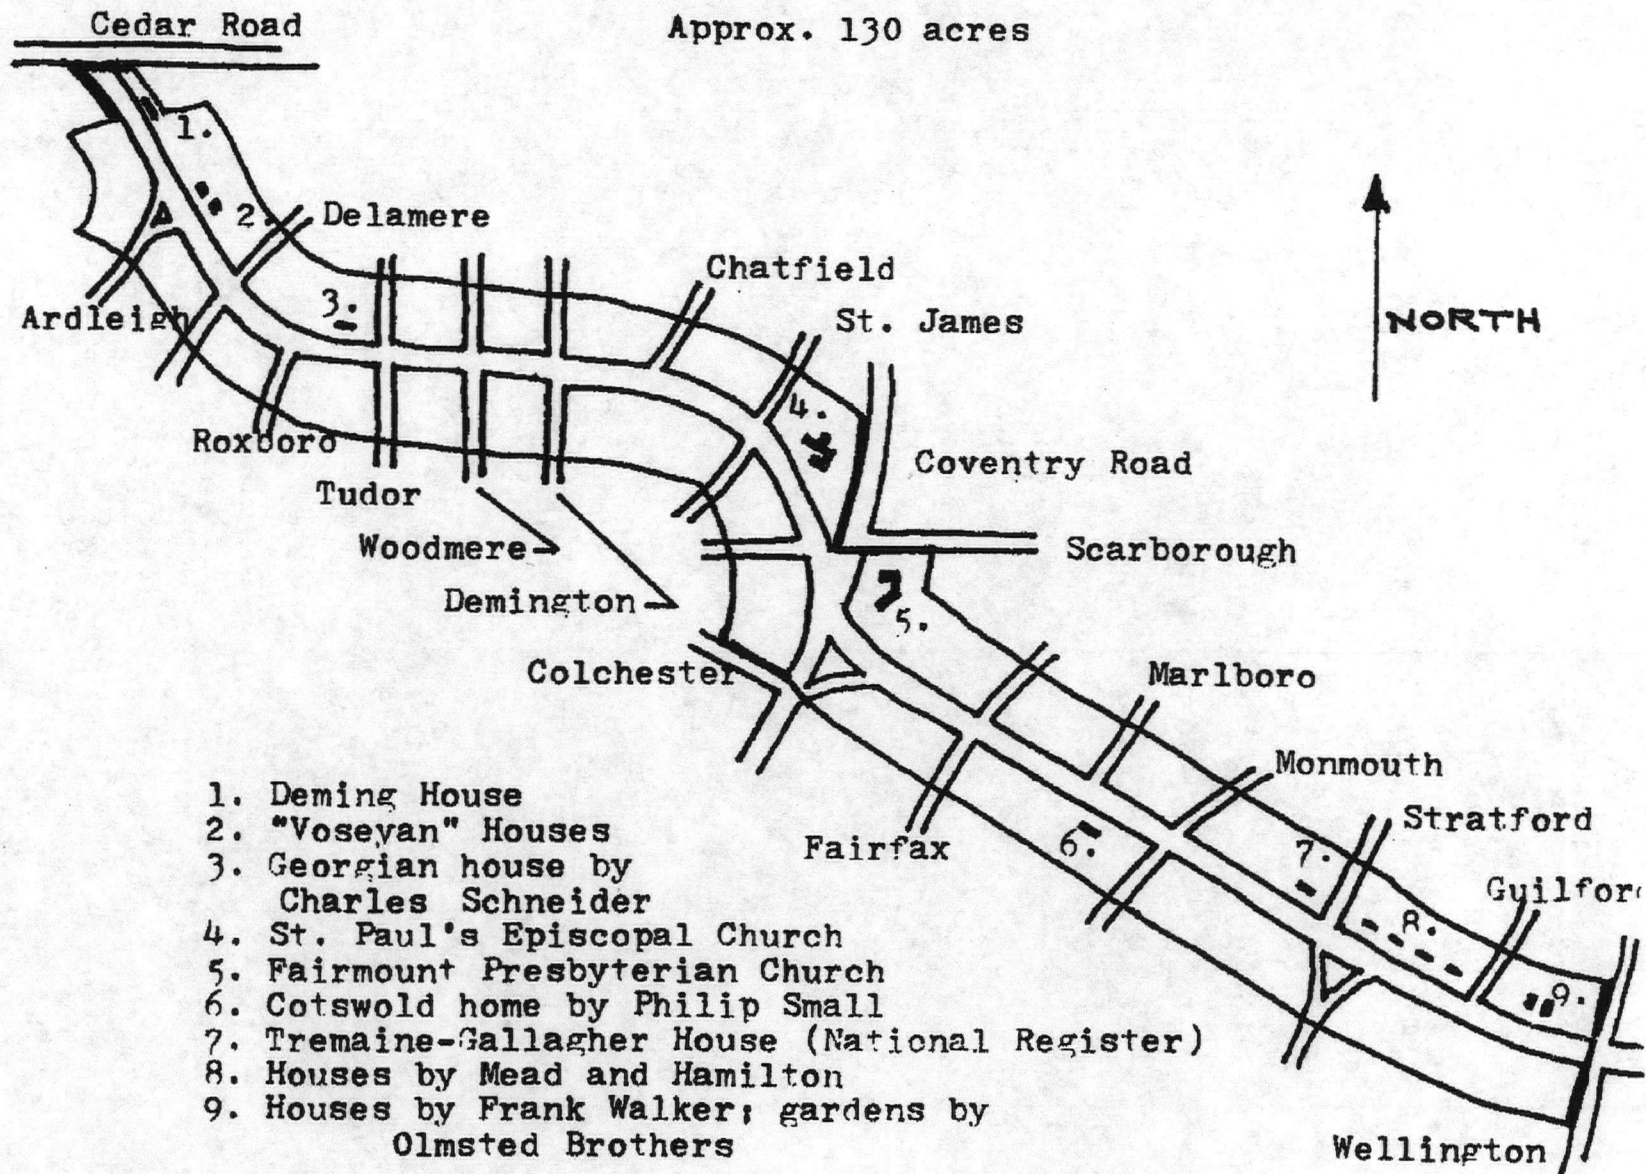 Cedar Road
Approx. 130 acres
1.
2.
Delamere
Chatfield
3.
St. James
Ardleigh
NORTH
4.
Roxboro
Coventry Road
Tudor
Woodmere
Scarborough
Demington
5.
Colchester
Marlboro
Monmouth
Stratford
Fairfax
6.
7.
Guilford
8.
9.
1. Deming House
2. "Voseyan" Houses
3. Georgian house by
Charles Schneider
4. St. Paul's Episcopal Church
5. Fairmount Presbyterian Church
6. Cotswold home by Philip Small
7. Tremaine-Gallagher House (National Register)
8. Houses by Mead and Hamilton
9. Houses by Frank Walker; gardens by
Olmsted Brothers
Wellington